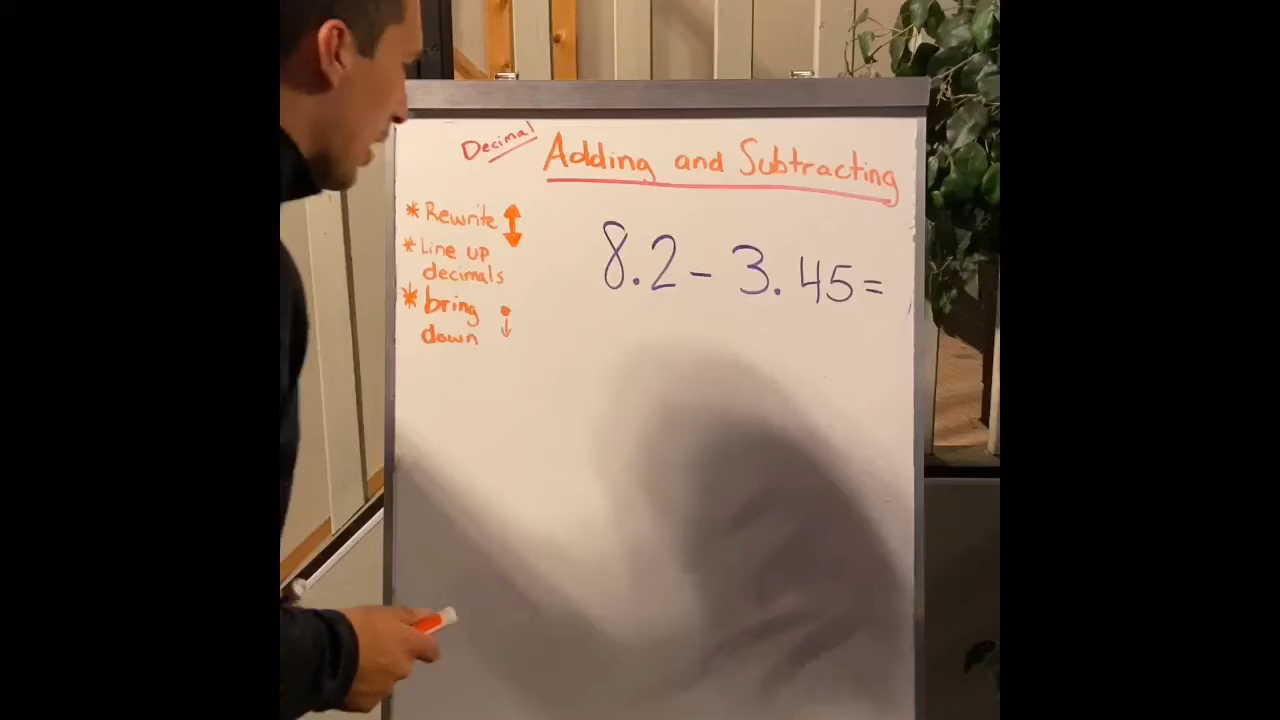 Decimal
Adding and Subtracting
* Rewrite
* Line up
decimals
* bring
down
8.2 - 3.45=